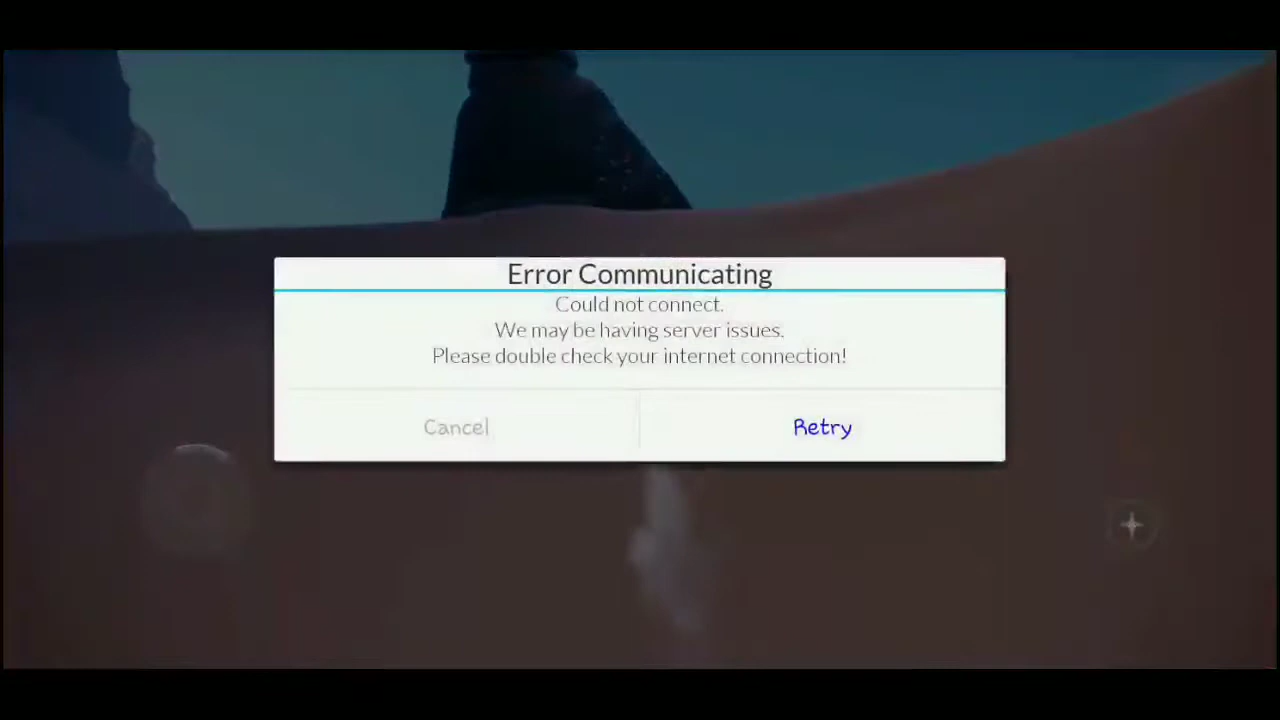 Error Communicating
Could not connect.
We may be having server issues.
Please double check your internet connection!
Cancel
Retry